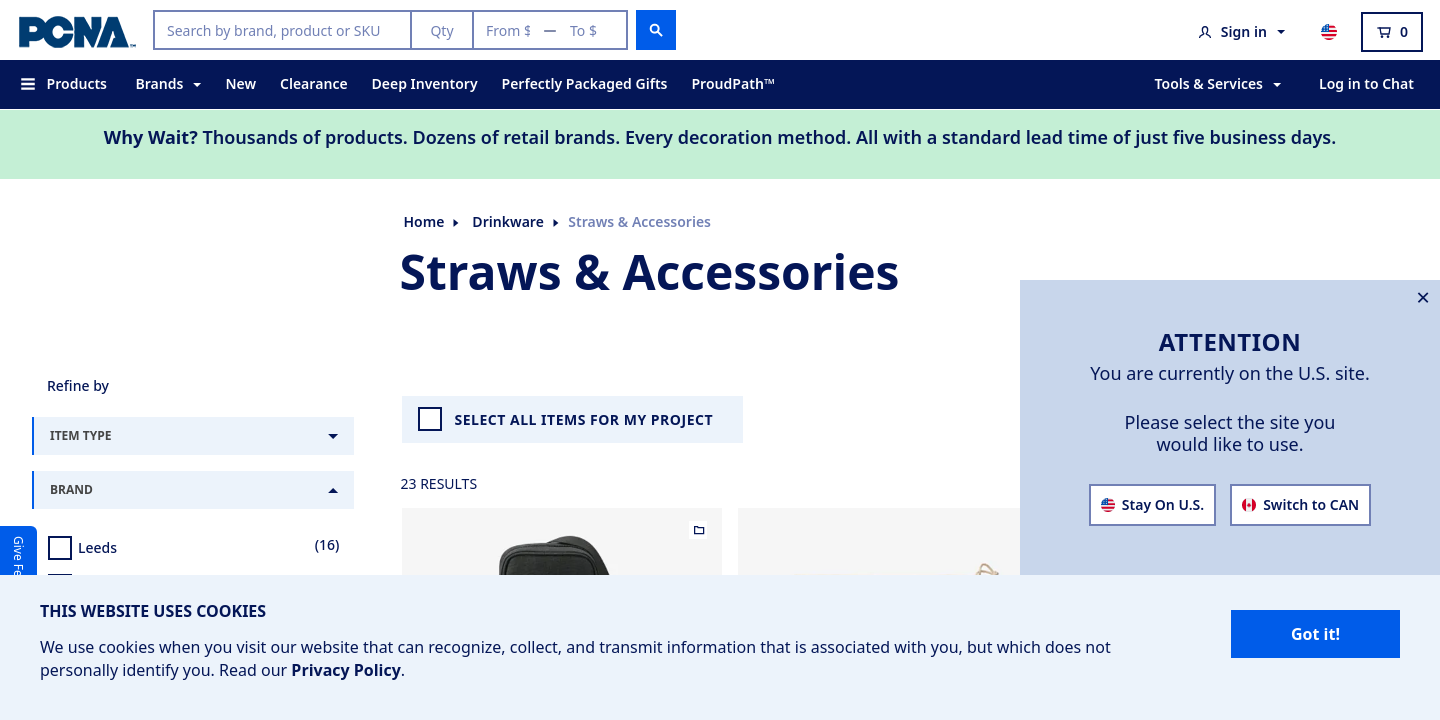 PCNA™
Search by brand, product or SKU Qty From $ — To $
Sign in 0
Products Brands New Clearance Deep Inventory Perfectly Packaged Gifts ProudPath™ Tools & Services Log in to Chat
Why Wait? Thousands of products. Dozens of retail brands. Every decoration method. All with a standard lead time of just five business days.
Home Drinkware Straws & Accessories
Straws & Accessories
ATTENTION
You are currently on the U.S. site.
Please select the site you
would like to use.
Stay On U.S. Switch to CAN
Refine by
ITEM TYPE
BRAND
Leeds (16)
SELECT ALL ITEMS FOR MY PROJECT
23 RESULTS
Give Fe
THIS WEBSITE USES COOKIES
We use cookies when you visit our website that can recognize, collect, and transmit information that is associated with you, but which does not
personally identify you. Read our Privacy Policy.
Got it!